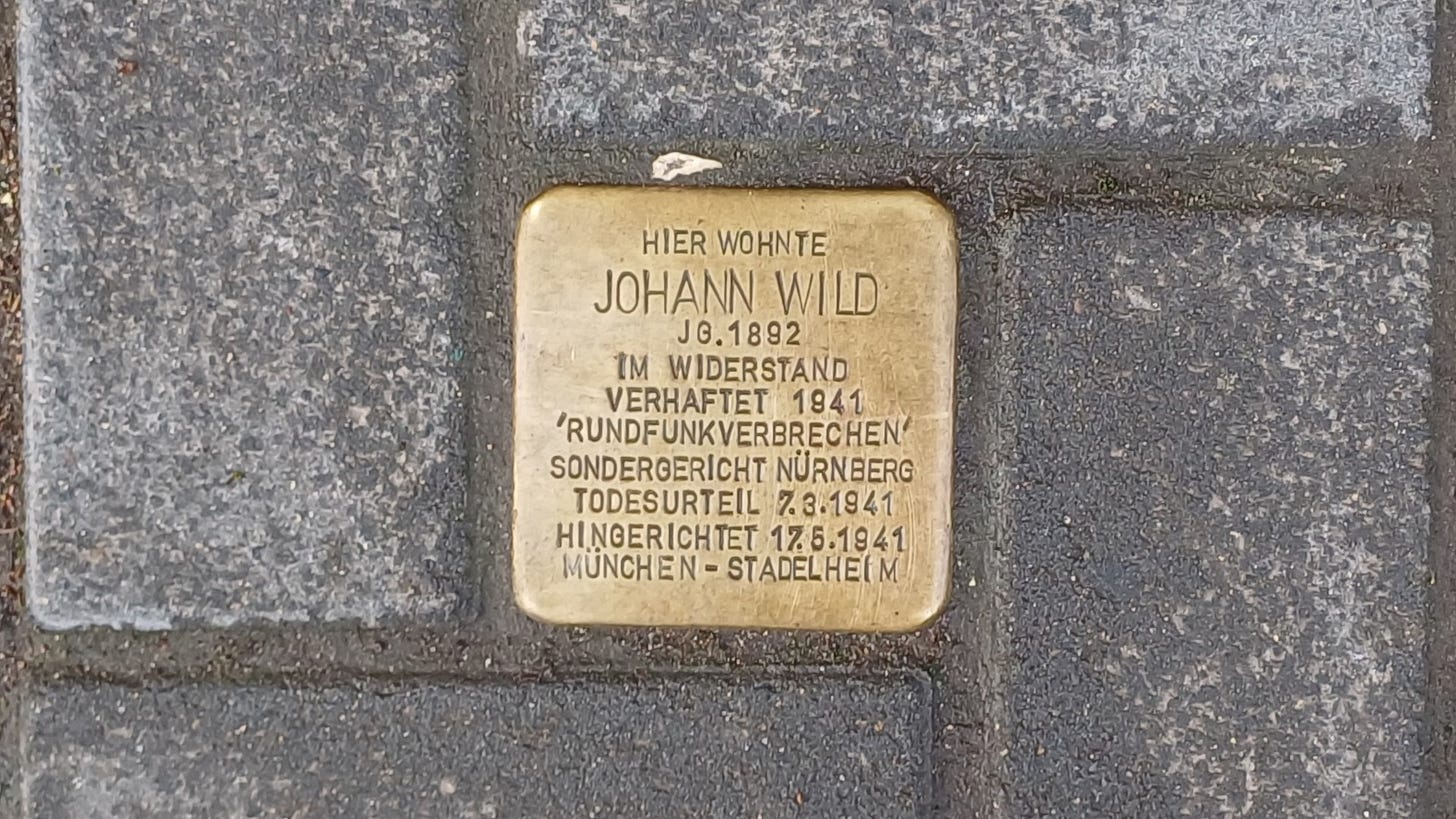 HIER WOHNTE
JOHANN WILD
JG.1892
IM WIDERSTAND
VERHAFTET 1941
'RUNDFUNKVERBRECHEN'
SONDERGERICHT NÜRNBERG
TODESURTEIL 7.3.1941
HINGERICHTET 17.5.1941
MÜNCHEN-STADELHEIM